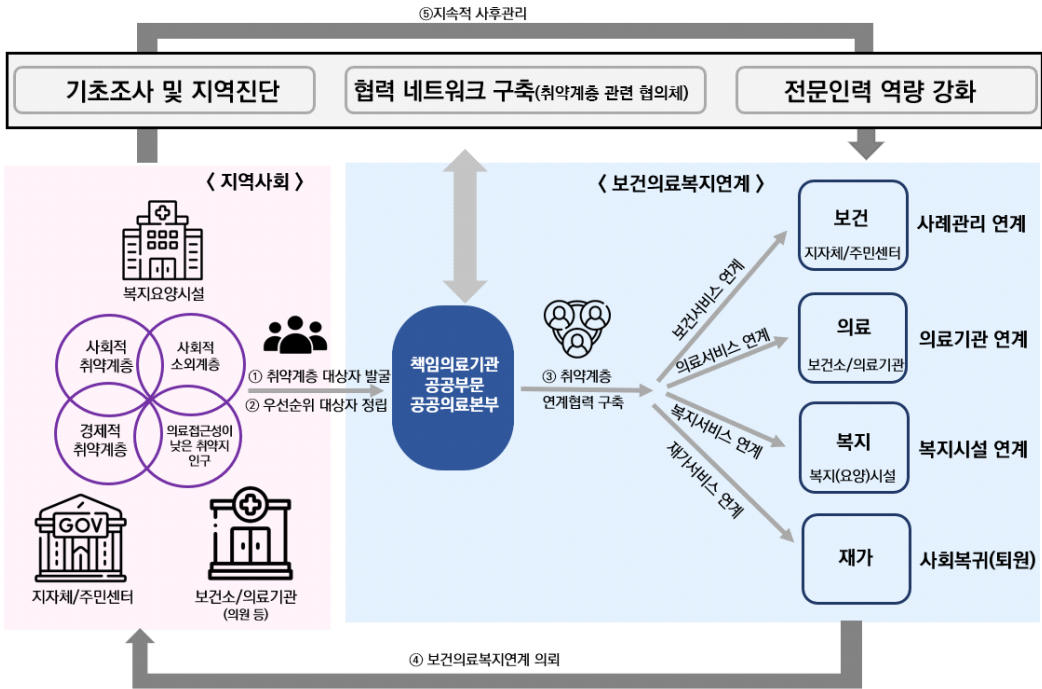 ⑤지속적 사후관리
기초조사 및 지역진단
협력 네트워크 구축(취약계층 관련 협의체)
전문인력 역량 강화
< 지역사회 >
복지요양시설
사회적
취약계층
사회적
소외계층
경제적
취약계층
의료접근성이
낮은 취약지
인구
GOV
지자체/주민센터
보건소/의료기관
(의원 등)
① 취약계층 대상자 발굴
② 우선순위 대상자 정립
< 보건의료복지연계 >
책임의료기관
공공부문
공공의료본부
③ 취약계층
연계협력 구축
보건서비스 연계
의료서비스 연계
복지서비스 연계
재가서비스 연계
보건
지자체/주민센터
사례관리 연계
의료
보건소/의료기관
의료기관 연계
복지
복지(요양)시설
복지시설 연계
재가
사회복귀(퇴원)
④ 보건의료복지연계 의뢰